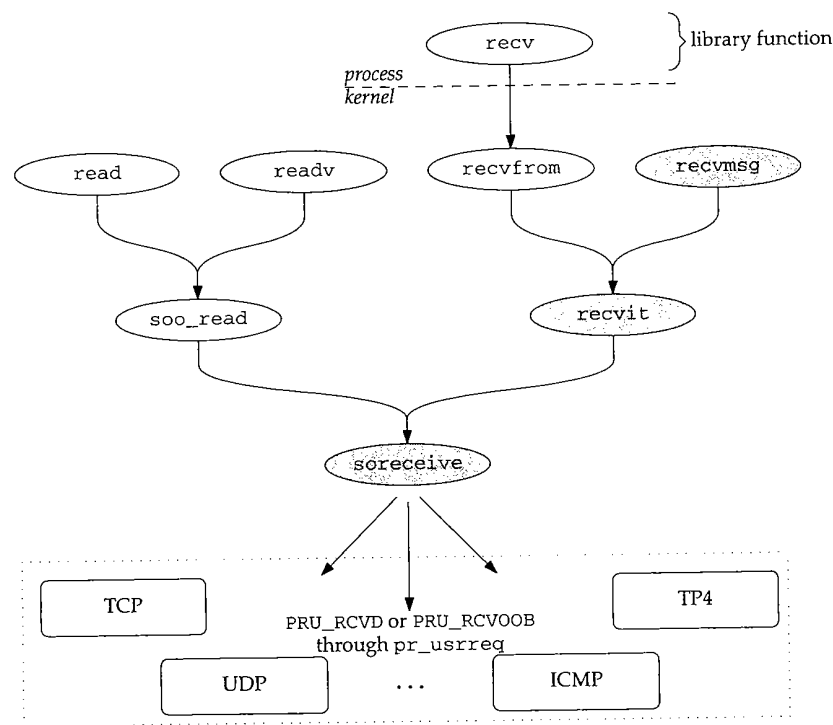 recv
library function
process
kernel
read
readv
recvfrom
recvmsg
soo_read
recvit
soreceive
TCP
TP4
PRU_RCVD or PRU_RCVOOB
through pr_usrreq
UDP
...
ICMP